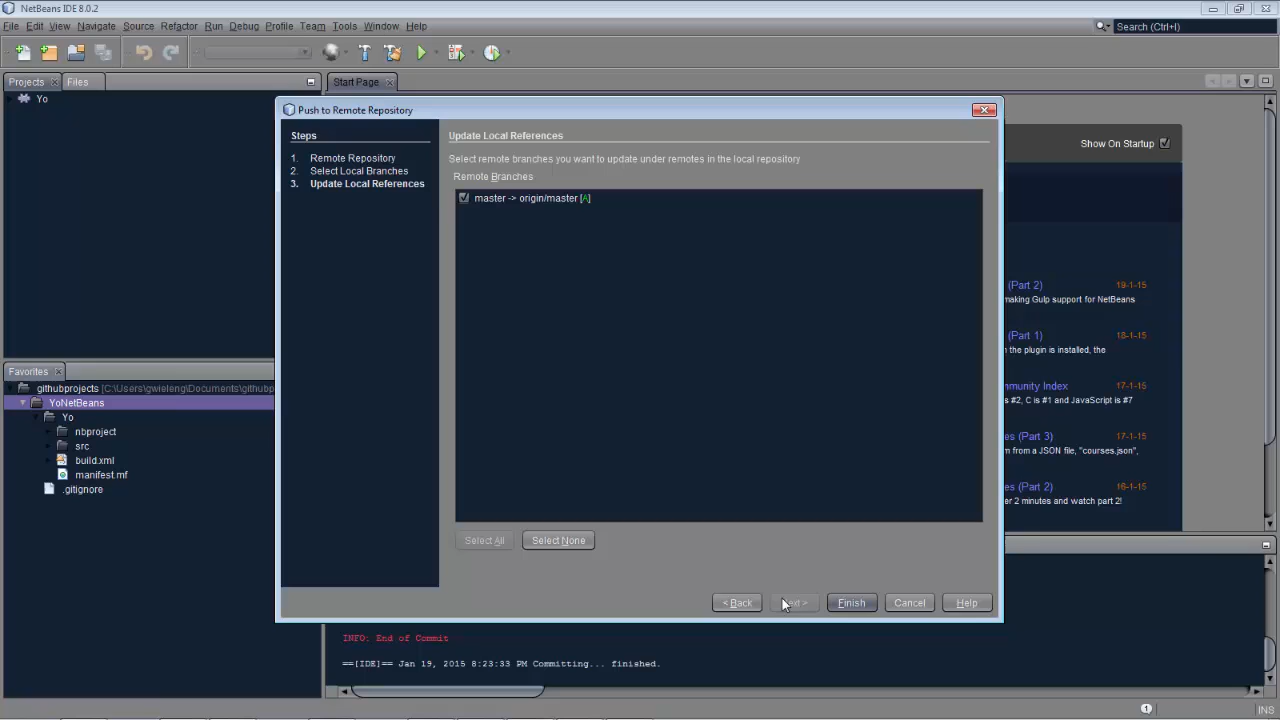 NetBeans IDE 8.0.2
File Edit View Navigate Source Refactor Run Debug Profile Team Tools Window Help
Search (Ctrl+I)
Projects Files
Start Page
Yo
Push to Remote Repository
Steps
1. Remote Repository
2. Select Local Branches
3. Update Local References
Update Local References
Select remote branches you want to update under remotes in the local repository
Remote Branches
master -> origin/master [A]
Select All Select None
< Back Finish Cancel Help
Show On Startup
(Part 2) 19-1-15
making Gulp support for NetBeans
(Part 1) 18-1-15
n the plugin is installed, the
mmunity Index 17-1-15
s #2, C is #1 and JavaScript is #7
es (Part 3) 17-1-15
m from a JSON file, "courses.json",
es (Part 2) 16-1-15
er 2 minutes and watch part 2!
Favorites
githubprojects [C:\Users\gwieleng\Documents\githubp
YoNetBeans
Yo
nbproject
src
build.xml
manifest.mf
.gitignore
INFO: End of Commit
==[IDE]== Jan 19, 2015 8:23:33 PM Committing... finished.
1 INS